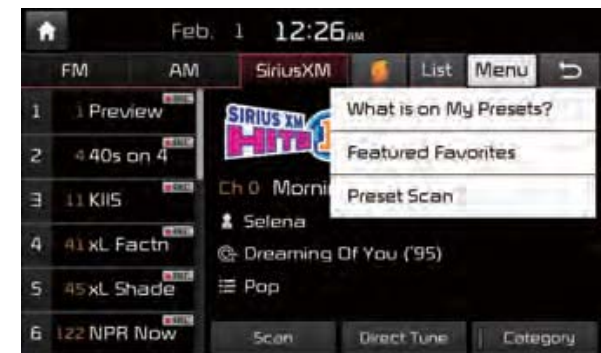 Feb. 1 12:26 AM
FM AM SiriusXM List Menu
What is on My Presets?
Featured Favorites
Preset Scan
1 1 Preview
2 4 40s on 4
3 11 KIIS
4 41 xL Factn
5 45 xL Shade
6 122 NPR Now
SIRIUS XM
HITS 1
Ch 0 Morni
Selena
Dreaming Of You ('95)
Pop
Scan Direct Tune Category